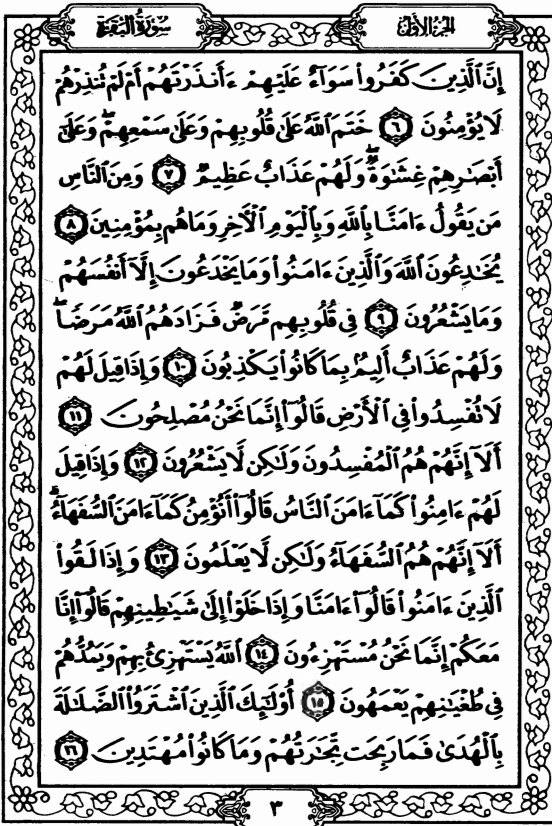 الجزء الأول
سورة البقرة
إِنَّ ٱلَّذِينَ كَفَرُوا۟ سَوَآءٌ عَلَيْهِمْ ءَأَنذَرْتَهُمْ أَمْ لَمْ تُنذِرْهُمْ
لَا يُؤْمِنُونَ ٦ خَتَمَ ٱللَّهُ عَلَىٰ قُلُوبِهِمْ وَعَلَىٰ سَمْعِهِمْ ۖ وَعَلَىٰٓ
أَبْصَٰرِهِمْ غِشَٰوَةٌ ۖ وَلَهُمْ عَذَابٌ عَظِيمٌ ٧ وَمِنَ ٱلنَّاسِ
مَن يَقُولُ ءَامَنَّا بِٱللَّهِ وَبِٱلْيَوْمِ ٱلْءَاخِرِ وَمَا هُم بِمُؤْمِنِينَ ٨
يُخَٰدِعُونَ ٱللَّهَ وَٱلَّذِينَ ءَامَنُوا۟ وَمَا يَخْدَعُونَ إِلَّآ أَنفُسَهُمْ
وَمَا يَشْعُرُونَ ٩ فِى قُلُوبِهِم مَّرَضٌ فَزَادَهُمُ ٱللَّهُ مَرَضًا ۖ
وَلَهُمْ عَذَابٌ أَلِيمٌۢ بِمَا كَانُوا۟ يَكْذِبُونَ ١٠ وَإِذَا قِيلَ لَهُمْ
لَا تُفْسِدُوا۟ فِى ٱلْأَرْضِ قَالُوٓا۟ إِنَّمَا نَحْنُ مُصْلِحُونَ ١١
أَلَآ إِنَّهُمْ هُمُ ٱلْمُفْسِدُونَ وَلَٰكِن لَّا يَشْعُرُونَ ١٢ وَإِذَا قِيلَ
لَهُمْ ءَامِنُوا۟ كَمَآ ءَامَنَ ٱلنَّاسُ قَالُوٓا۟ أَنُؤْمِنُ كَمَآ ءَامَنَ ٱلسُّفَهَآءُ ۗ
أَلَآ إِنَّهُمْ هُمُ ٱلسُّفَهَآءُ وَلَٰكِن لَّا يَعْلَمُونَ ١٣ وَإِذَا لَقُوا۟
ٱلَّذِينَ ءَامَنُوا۟ قَالُوٓا۟ ءَامَنَّا وَإِذَا خَلَوْا۟ إِلَىٰ شَيَٰطِينِهِمْ قَالُوٓا۟ إِنَّا
مَعَكُمْ إِنَّمَا نَحْنُ مُسْتَهْزِءُونَ ١٤ ٱللَّهُ يَسْتَهْزِئُ بِهِمْ وَيَمُدُّهُمْ
فِى طُغْيَٰنِهِمْ يَعْمَهُونَ ١٥ أُو۟لَٰٓئِكَ ٱلَّذِينَ ٱشْتَرَوُا۟ ٱلضَّلَٰلَةَ
بِٱلْهُدَىٰ فَمَا رَبِحَت تِّجَٰرَتُهُمْ وَمَا كَانُوا۟ مُهْتَدِينَ ١٦
٣